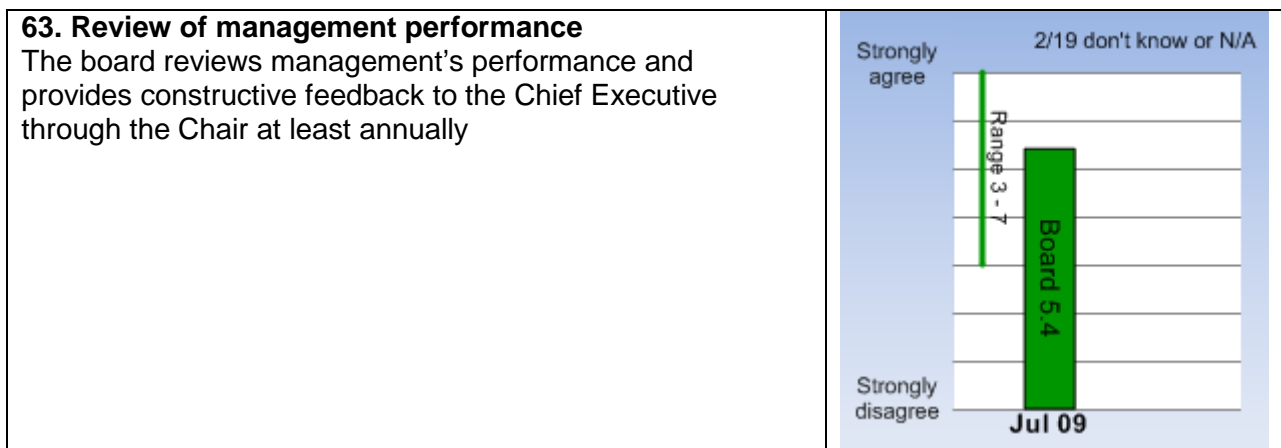 63. Review of management performance
The board reviews management’s performance and
provides constructive feedback to the Chief Executive
through the Chair at least annually
2/19 don't know or N/A
Strongly
agree
Range 3 - 7
Board 5.4
Strongly
disagree
Jul 09